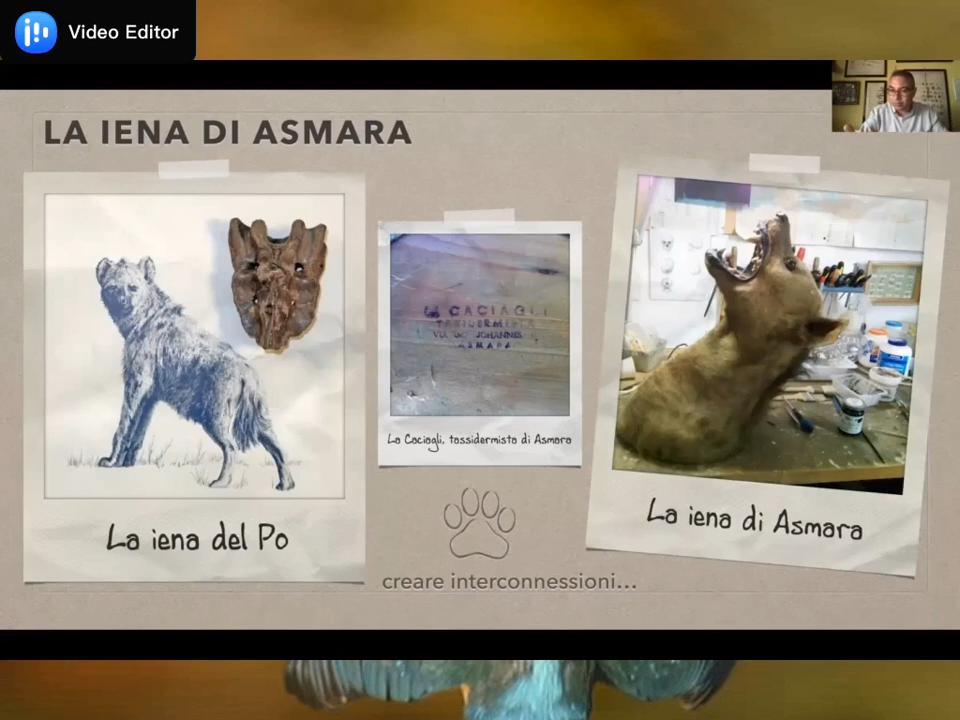 Video Editor
LA IENA DI ASMARA
CACIAGLI
TASSIDERMISTA
JOHANNES
ASMARA
La Caciagli, tassidermista di Asmara
La iena del Po
La iena di Asmara
creare interconnessioni...